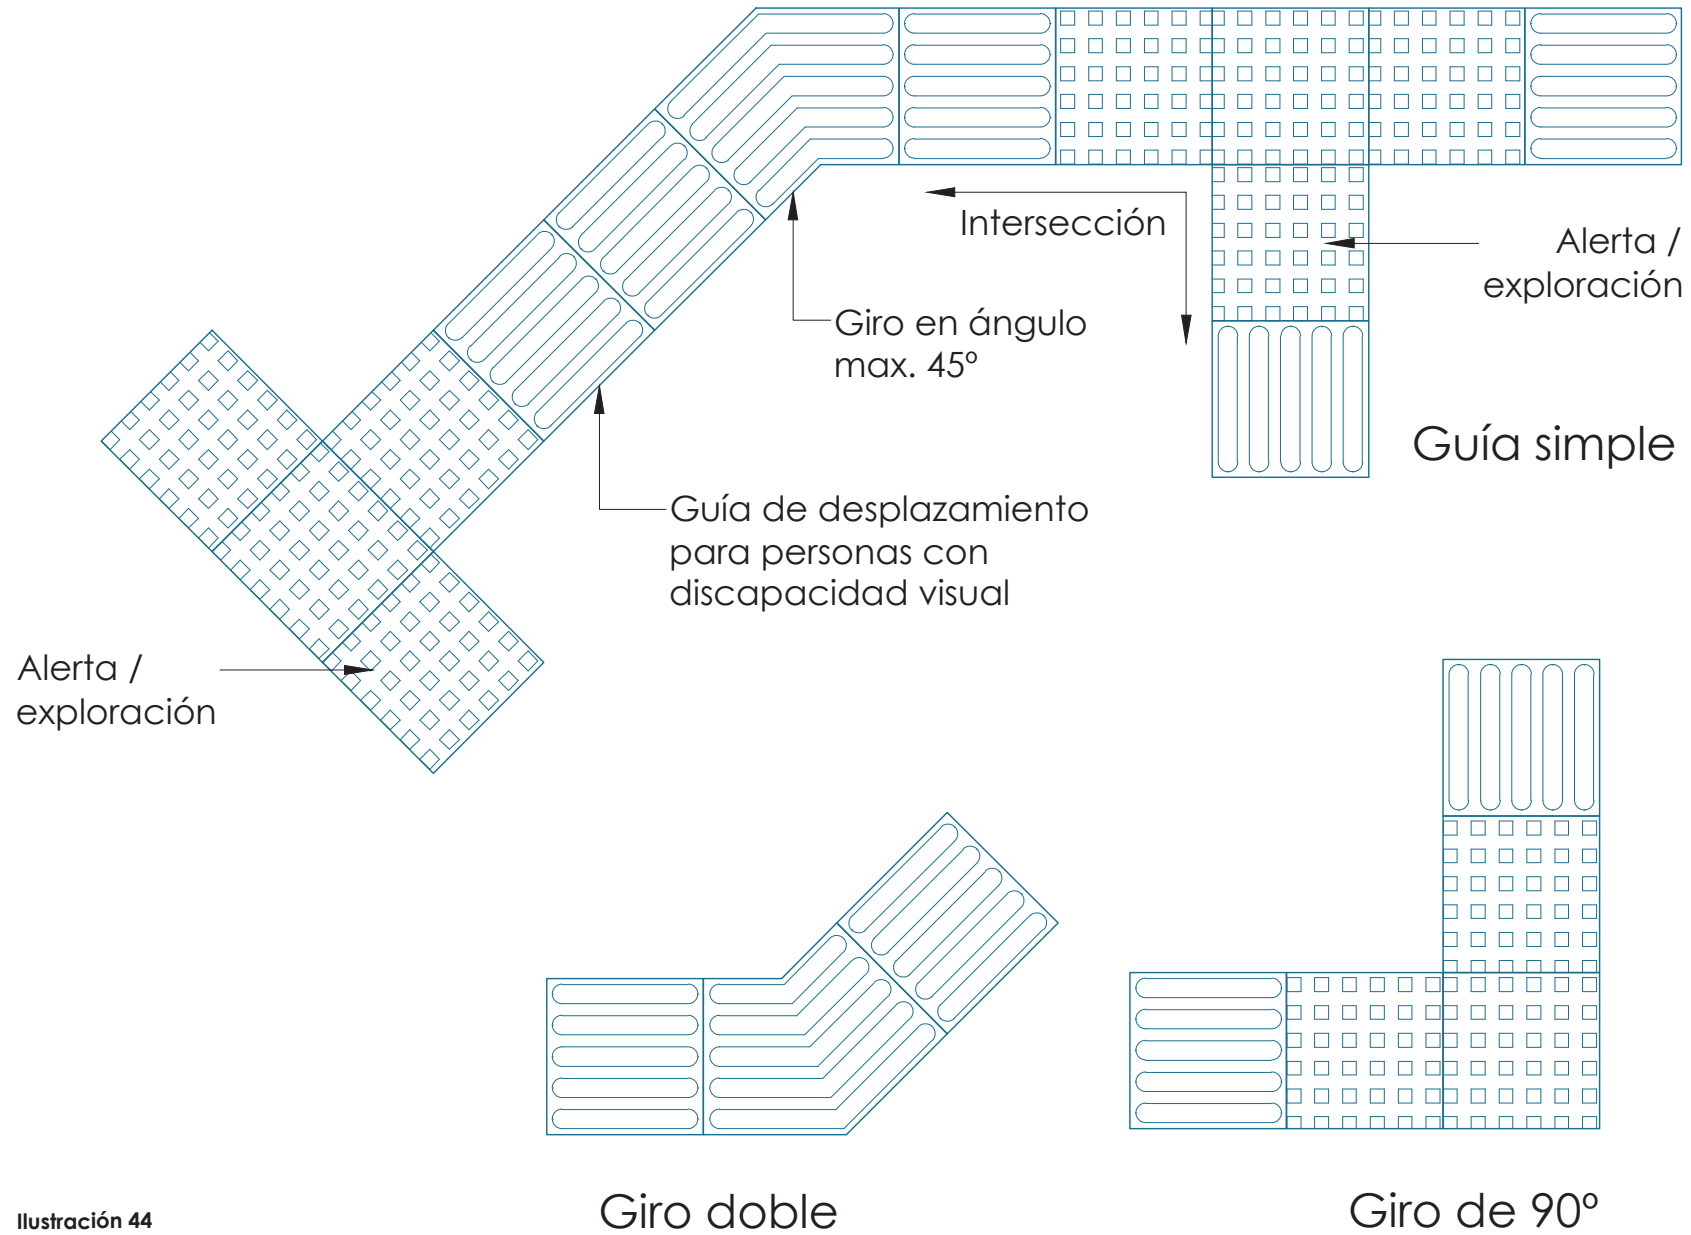 Intersección
Alerta /
exploración
Giro en ángulo
max. 45º
Guía simple
Guía de desplazamiento
para personas con
discapacidad visual
Alerta /
exploración
Giro doble
Giro de 90º
Ilustración 44